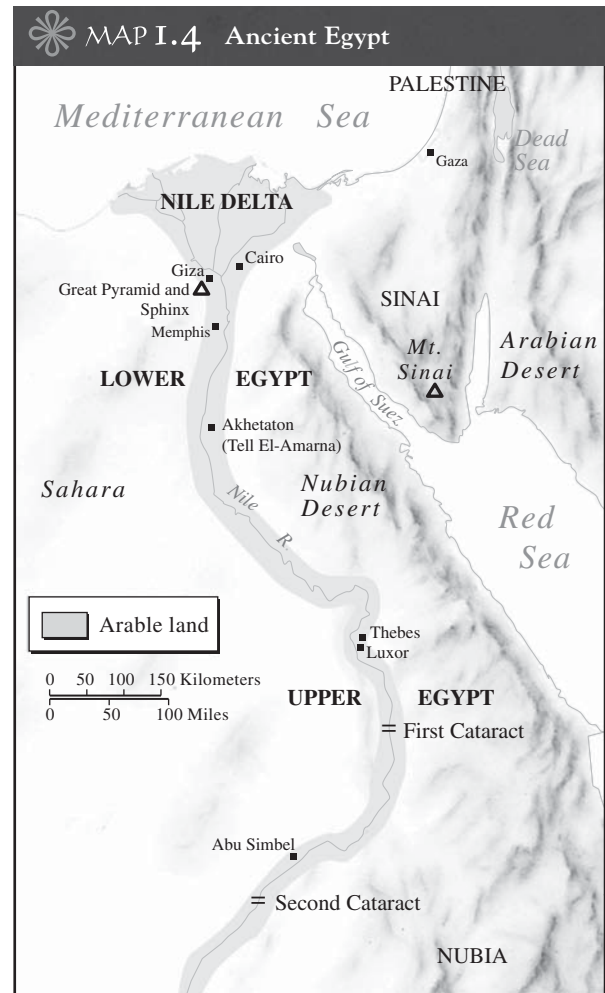 MAP 1.4 Ancient Egypt
PALESTINE
Mediterranean Sea
Dead
Sea
Gaza
NILE DELTA
Cairo
Giza
Great Pyramid and
Sphinx
SINAI
Memphis
Mt.
Sinai
Arabian
Desert
Gulf of Suez
LOWER EGYPT
Akhetaton
(Tell El-Amarna)
Sahara
Nile R.
Nubian
Desert
Red
Sea
Arable land
Thebes
Luxor
0 50 100 150 Kilometers
0 50 100 Miles
UPPER EGYPT
First Cataract
Abu Simbel
Second Cataract
NUBIA